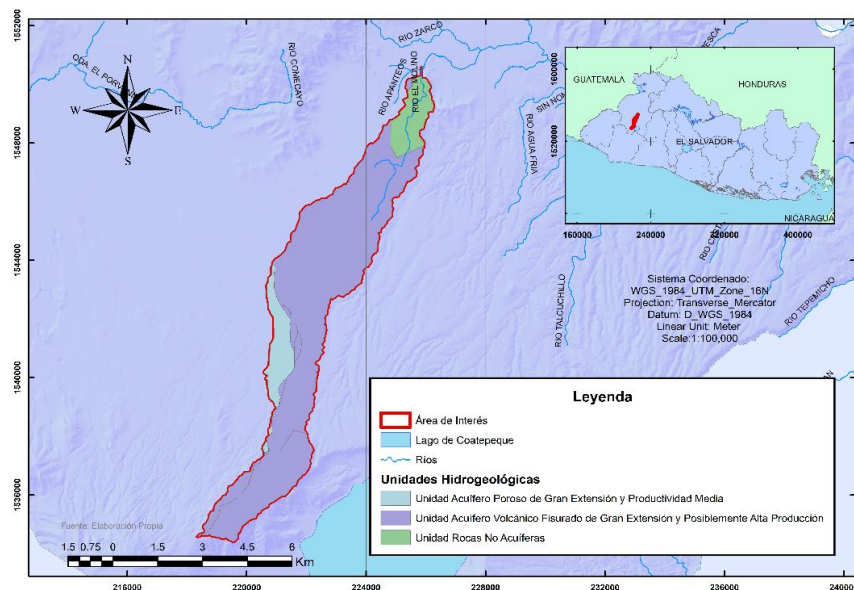 1552000
1548000
1544000
1540000
1536000
N
W
E
S
QDA. EL PORVENIR
RIO COMECAYO
RIO ZARCO
RIO APANTEOS
RIO EL MOLINO
RIO AGUA FRIA
SIN NOM
RIO TALCUCHILLO
RIO TEPEMICHO
GUATEMALA
HONDURAS
EL SALVADOR
NICARAGUA
1600000
1520000
160000 240000 320000 400000
Sistema Coordenado:
WGS_1984_UTM_Zone_16N
Projection: Transverse_Mercator
Datum: D_WGS_1984
Linear Unit: Meter
Scale:1:100,000
Leyenda
Área de Interés
Lago de Coatepeque
Ríos
Unidades Hidrogeológicas
Unidad Acuífero Poroso de Gran Extensión y Productividad Media
Unidad Acuífero Volcánico Fisurado de Gran Extensión y Posiblemente Alta Producción
Unidad Rocas No Acuíferas
Fuente: Elaboración Propia
1.5 0.75 0 1.5 3 4.5 6
Km
216000 220000 224000 228000 232000 236000 24000